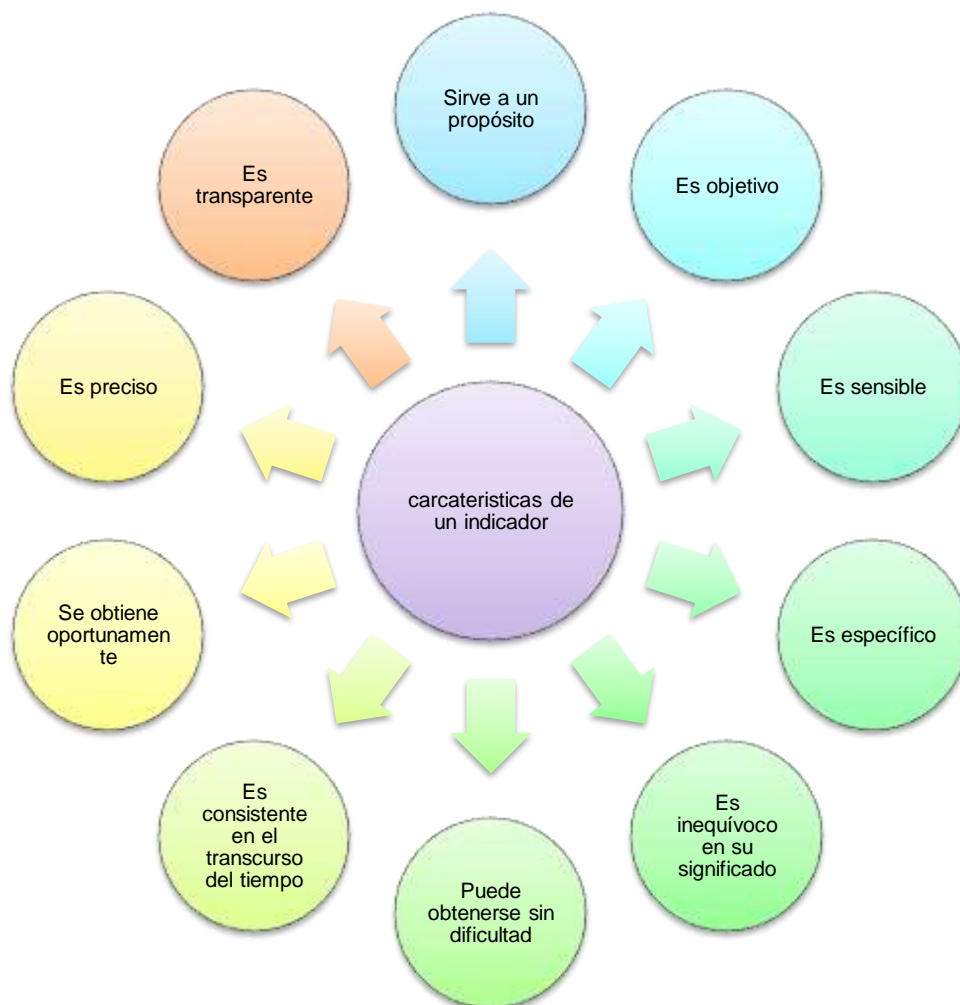 Sirve a un
propósito
Es objetivo
Es sensible
Es específico
Es
inequívoco
en su
significado
Puede
obtenerse sin
dificultad
Es
consistente
en el
transcurso
del tiempo
Se obtiene
oportunamen
te
Es preciso
Es
transparente
carcateristicas de
un indicador